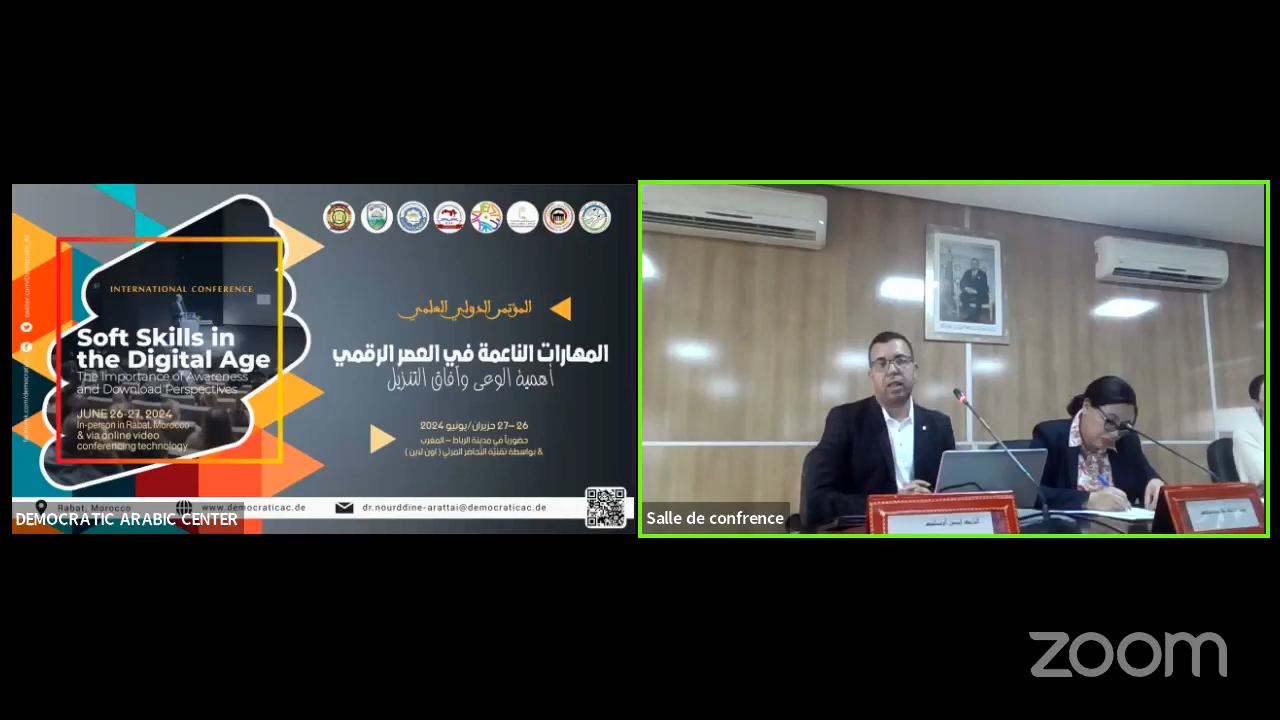 INTERNATIONAL CONFERENCE
Soft Skills in
the Digital Age
The Importance of Awareness
and Download Perspectives
JUNE 26-27, 2024
In-person in Rabat, Morocco
& via online video
conferencing technology
المؤتمر الدولي العلمي
المهارات الناعمة في العصر الرقمي
أهمية الوعي وآفاق التنزيل
26–27 حزيران/يونيو 2024
حضورياً في مدينة الرباط – المغرب
& بواسطة تقنيّة التّحاضر المرئي ( اون لاين )
Rabat, Morocco
www.democraticac.de
dr.nourddine-arattai@democraticac.de
DEMOCRATIC ARABIC CENTER
Salle de confrence
zoom